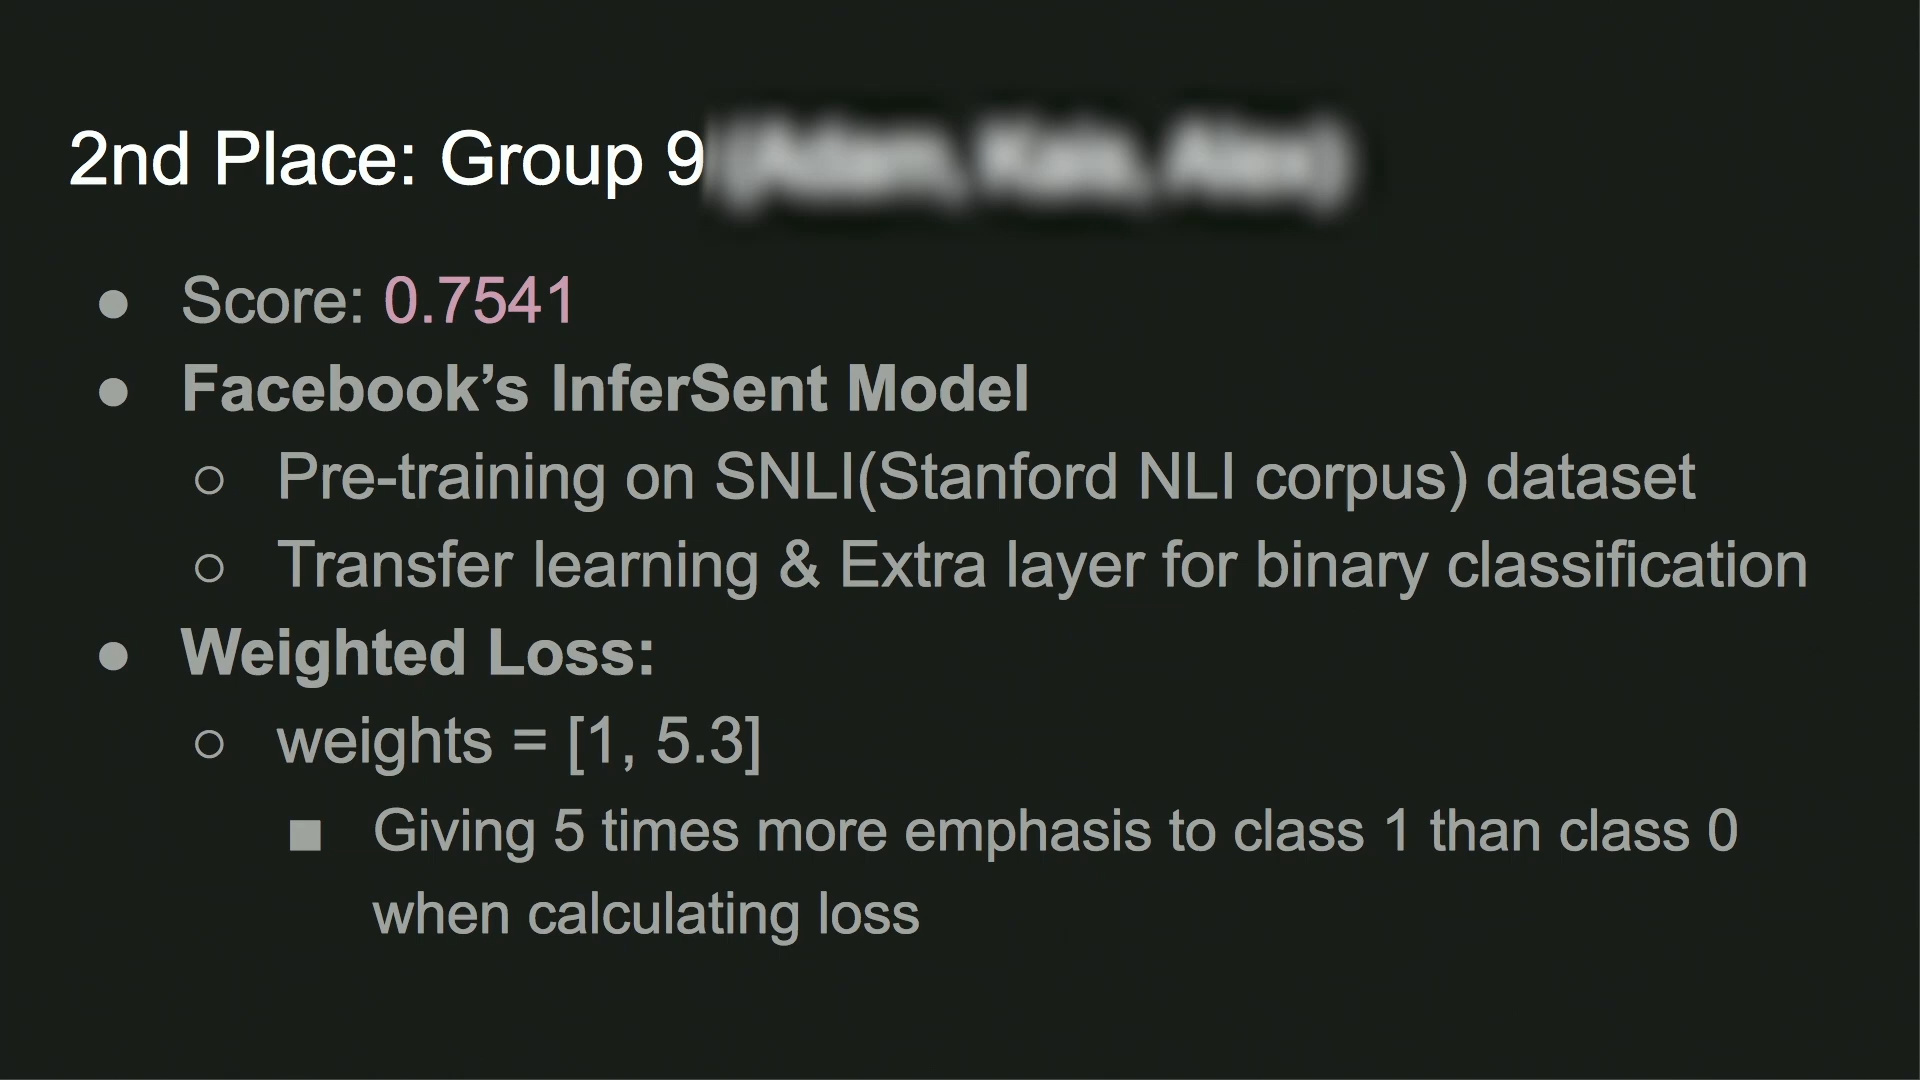 2nd Place: Group 9
● Score: 0.7541
● Facebook’s InferSent Model
○ Pre-training on SNLI(Stanford NLI corpus) dataset
○ Transfer learning & Extra layer for binary classification
● Weighted Loss:
○ weights = [1, 5.3]
■ Giving 5 times more emphasis to class 1 than class 0
when calculating loss